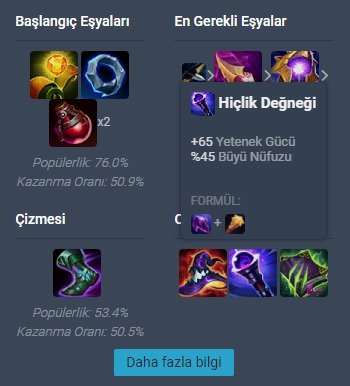 Başlangıç Eşyaları
En Gerekli Eşyalar
x2
Popülerlik: 76.0%
Kazanma Oranı: 50.9%
Hiçlik Değneği
+65 Yetenek Gücü
%45 Büyü Nüfuzu
FORMÜL:
+
Çizmesi
Popülerlik: 53.4%
Kazanma Oranı: 50.5%
Daha fazla bilgi